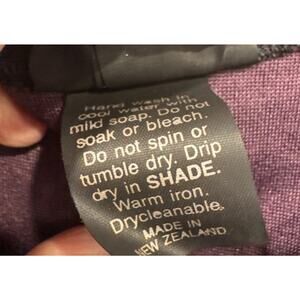 Hand wash in
cool water with
mild soap. Do not
soak or bleach.
Do not spin or
tumble dry. Drip
dry in SHADE.
Warm iron.
Drycleanable.
MADE IN
NEW ZEALAND